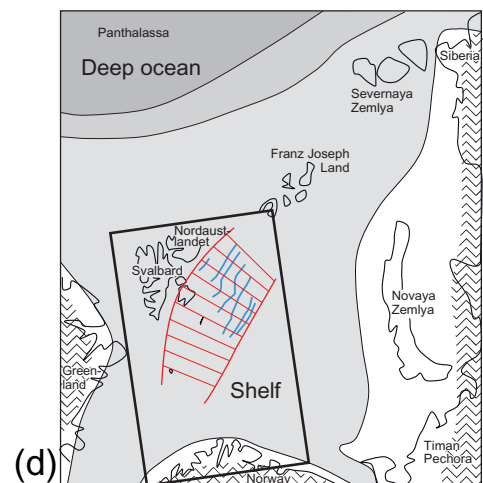 Panthalassa
Deep ocean
Siberia
Severnaya
Zemlya
Franz Joseph
Land
Nordaust-
landet
Svalbard
Novaya
Zemlya
Green-
land
Shelf
Timan
Pechora
Norway
(d)